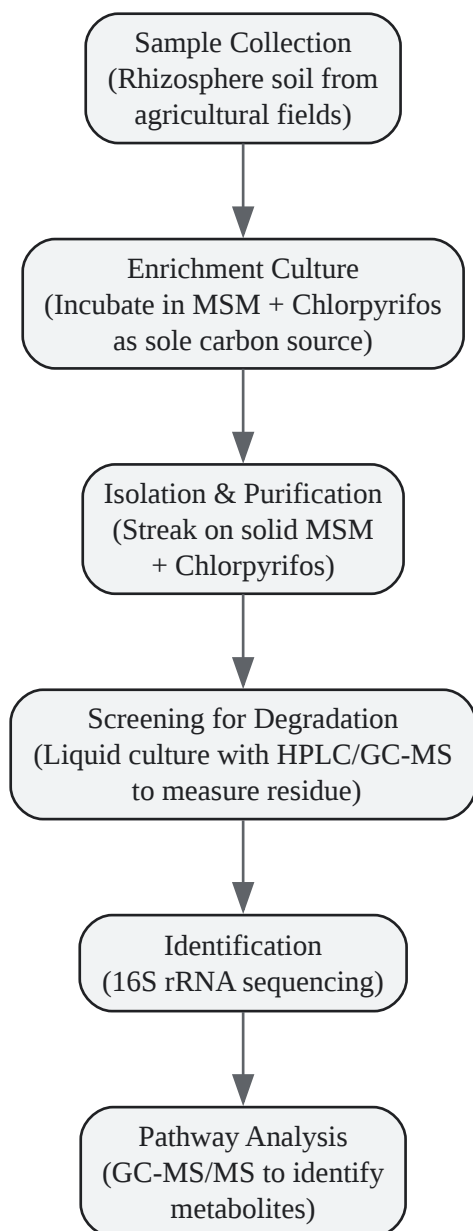 Sample Collection
(Rhizosphere soil from
agricultural fields)
Enrichment Culture
(Incubate in MSM + Chlorpyrifos
as sole carbon source)
Isolation & Purification
(Streak on solid MSM
+ Chlorpyrifos)
Screening for Degradation
(Liquid culture with HPLC/GC-MS
to measure residue)
Identification
(16S rRNA sequencing)
Pathway Analysis
(GC-MS/MS to identify
metabolites)